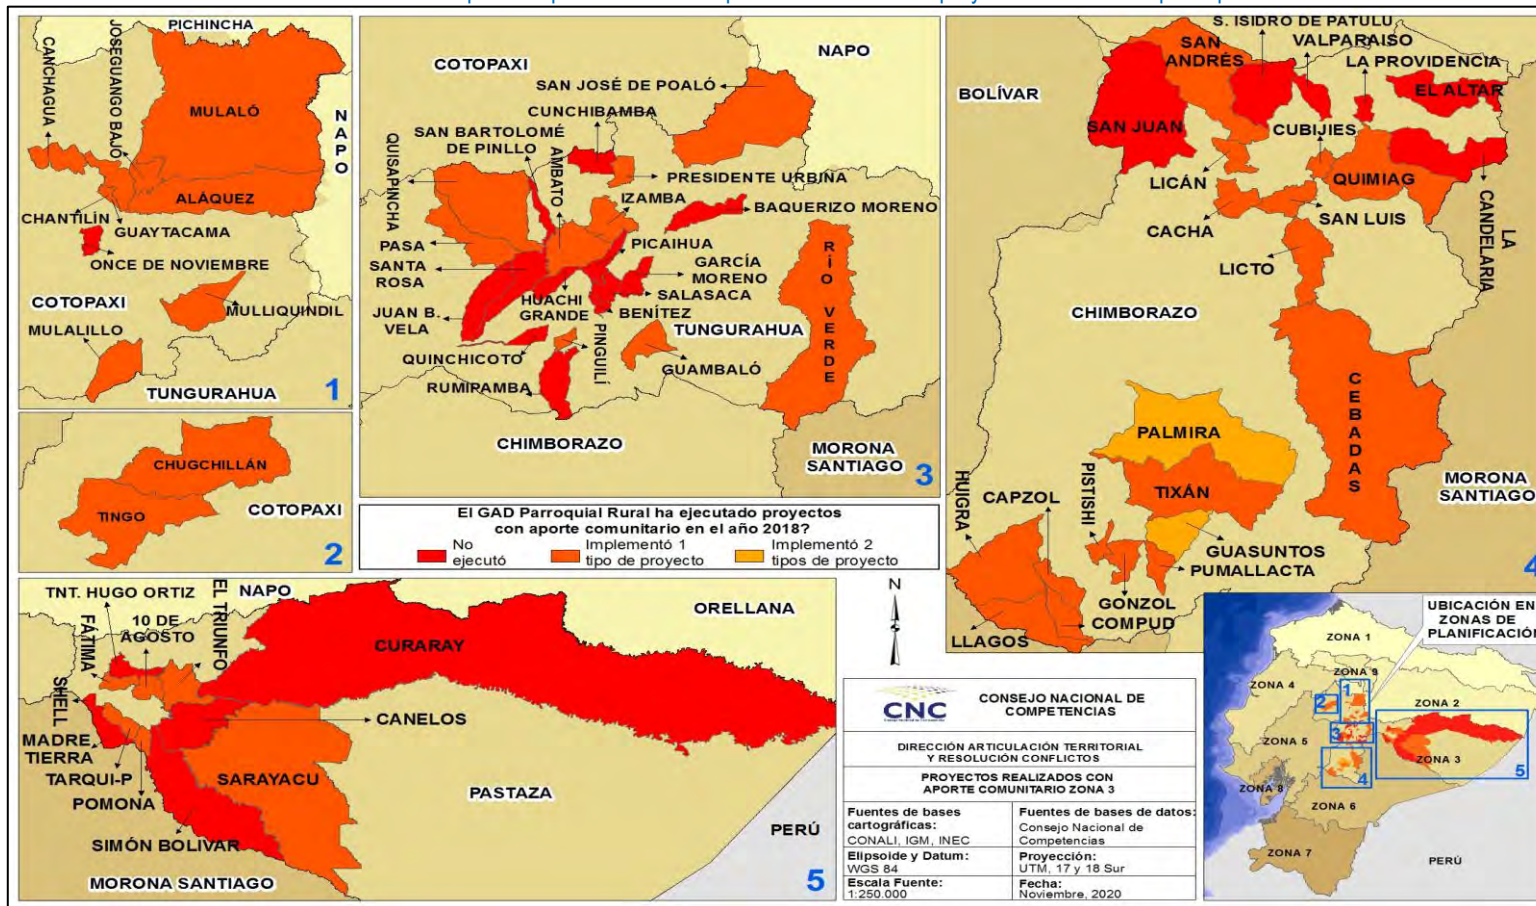 PICHINCHA
CANCHAGUA
JOSEGUANGO BAJO
MULALÓ
NAPO
ALÁQUEZ
CHANTILÍN
GUAYTACAMA
ONCE DE NOVIEMBRE
COTOPAXI
MULLIQUINDIL
MULALILLO
TUNGURAHUA
1
CHUGCHILLÁN
TINGO
COTOPAXI
2
COTOPAXI
NAPO
SAN JOSÉ DE POALÓ
CUNCHIBAMBA
SAN BARTOLOMÉ
DE PINLLO
AMBATO
QUISAPINCHA
PRESIDENTE URBINA
IZAMBA
BAQUERIZO MORENO
PASA
PICAIHUA
SANTA
ROSA
GARCÍA
MORENO
HUACHI
GRANDE
SALASACA
JUAN B.
VELA
BENÍTEZ
TUNGURAHUA
RÍO VERDE
QUINCHICOTO
PINGUILÍ
GUAMBALÓ
RUMIPAMBA
CHIMBORAZO
MORONA
SANTIAGO
3
El GAD Parroquial Rural ha ejecutado proyectos
con aporte comunitario en el año 2018?
No
ejecutó
Implementó 1
tipo de proyecto
Implementó 2
tipos de proyecto
S. ISIDRO DE PATULÚ
SAN
ANDRÉS
VALPARAISO
LA PROVIDENCIA
BOLÍVAR
EL ALTAR
SAN JUAN
CUBIJIES
LICÁN
QUIMIAG
CACHA
SAN LUIS
LA
CANDELARIA
LICTO
CHIMBORAZO
CEBADAS
PALMIRA
MORONA
SANTIAGO
HUIGRA
CAPZOL
PISTISHI
TIXÁN
GUASUNTOS
PUMALLACTA
GONZOL
COMPUD
LLAGOS
4
TNT. HUGO ORTIZ
NAPO
ORELLANA
FÁTIMA
10 DE
AGOSTO
EL TRIUNFO
CURARAY
SHELL
CANELOS
MADRE
TIERRA
TARQUI-P
SARAYACU
POMONA
PASTAZA
PERÚ
SIMÓN BOLIVAR
MORONA SANTIAGO
5
N
CNC
CONSEJO NACIONAL DE
COMPETENCIAS
DIRECCIÓN ARTICULACIÓN TERRITORIAL
Y RESOLUCIÓN CONFLICTOS
PROYECTOS REALIZADOS CON
APORTE COMUNITARIO ZONA 3
Fuentes de bases
cartográficas:
CONALI, IGM, INEC
Fuentes de bases de datos:
Consejo Nacional de
Competencias
Elipsoide y Datum:
WGS 84
Proyección:
UTM, 17 y 18 Sur
Escala Fuente:
1:250.000
Fecha:
Noviembre, 2020
UBICACIÓN EN
ZONAS DE
PLANIFICACIÓN
ZONA 1
ZONA 9
ZONA 4
1
2
ZONA 2
3
ZONA 5
ZONA 3
4
5
ZONA 8
ZONA 6
ZONA 7
PERÚ